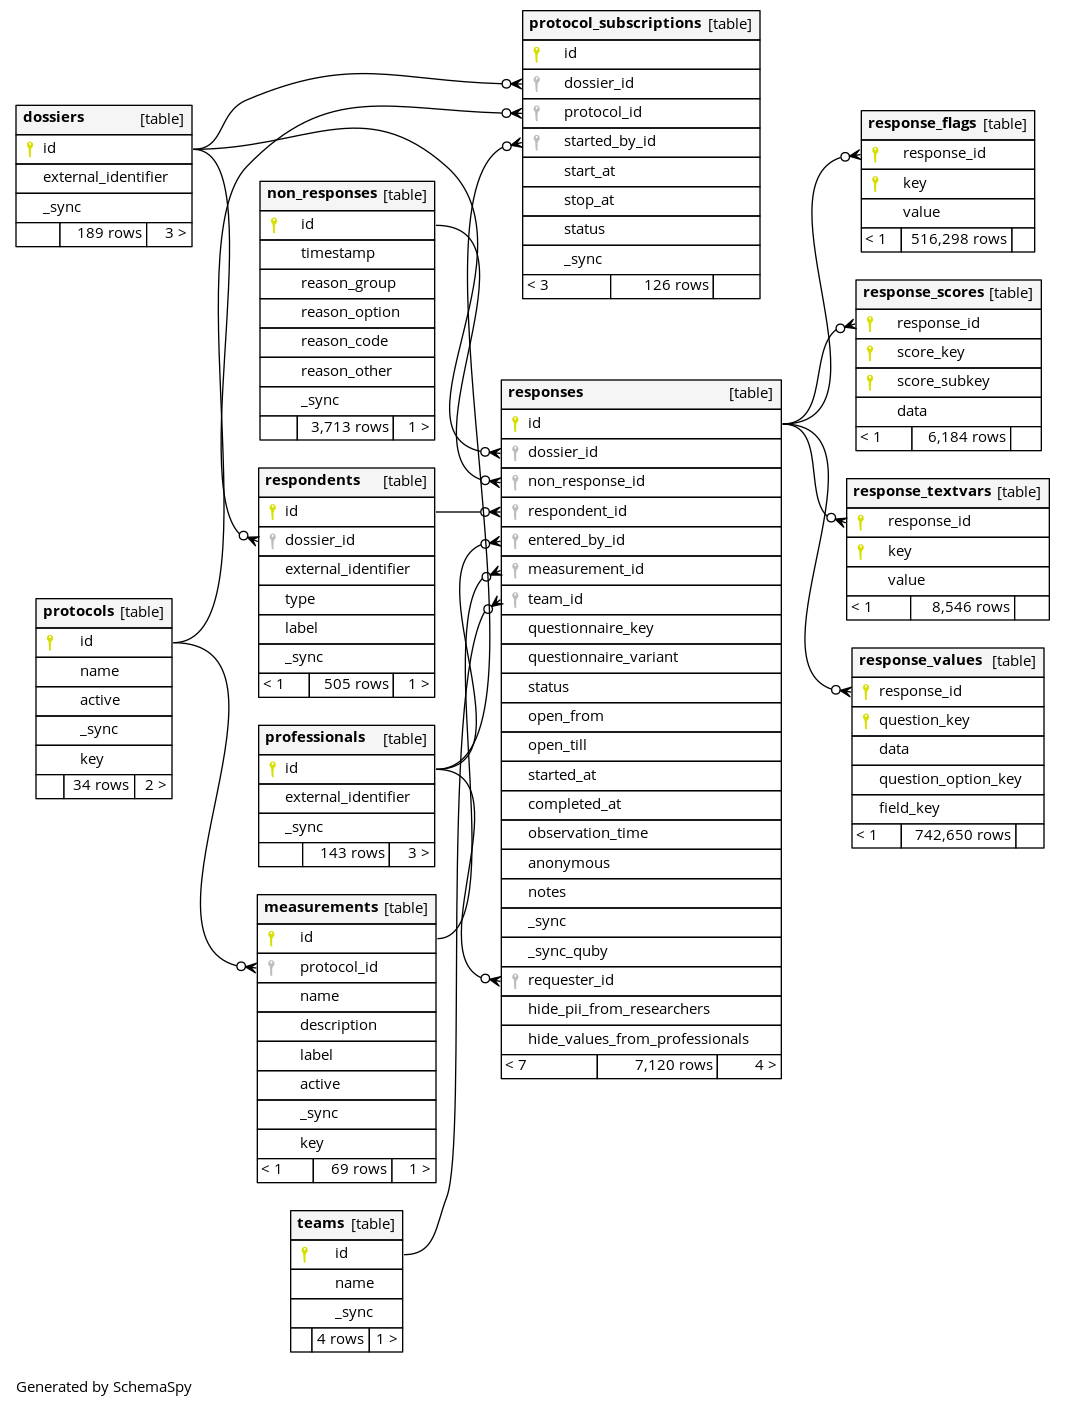 protocol_subscriptions [table]
id
dossier_id
protocol_id
started_by_id
start_at
stop_at
status
_sync
< 3 126 rows
dossiers [table]
id
external_identifier
_sync
189 rows 3 >
response_flags [table]
response_id
key
value
< 1 516,298 rows
non_responses [table]
id
timestamp
reason_group
reason_option
reason_code
reason_other
_sync
3,713 rows 1 >
response_scores [table]
response_id
score_key
score_subkey
data
< 1 6,184 rows
responses [table]
id
dossier_id
non_response_id
respondent_id
entered_by_id
measurement_id
team_id
questionnaire_key
questionnaire_variant
status
open_from
open_till
started_at
completed_at
observation_time
anonymous
notes
_sync
_sync_quby
requester_id
hide_pii_from_researchers
hide_values_from_professionals
< 7 7,120 rows 4 >
respondents [table]
id
dossier_id
external_identifier
type
label
_sync
< 1 505 rows 1 >
response_textvars [table]
response_id
key
value
< 1 8,546 rows
protocols [table]
id
name
active
_sync
key
34 rows 2 >
response_values [table]
response_id
question_key
data
question_option_key
field_key
< 1 742,650 rows
professionals [table]
id
external_identifier
_sync
143 rows 3 >
measurements [table]
id
protocol_id
name
description
label
active
_sync
key
< 1 69 rows 1 >
teams [table]
id
name
_sync
4 rows 1 >
Generated by SchemaSpy